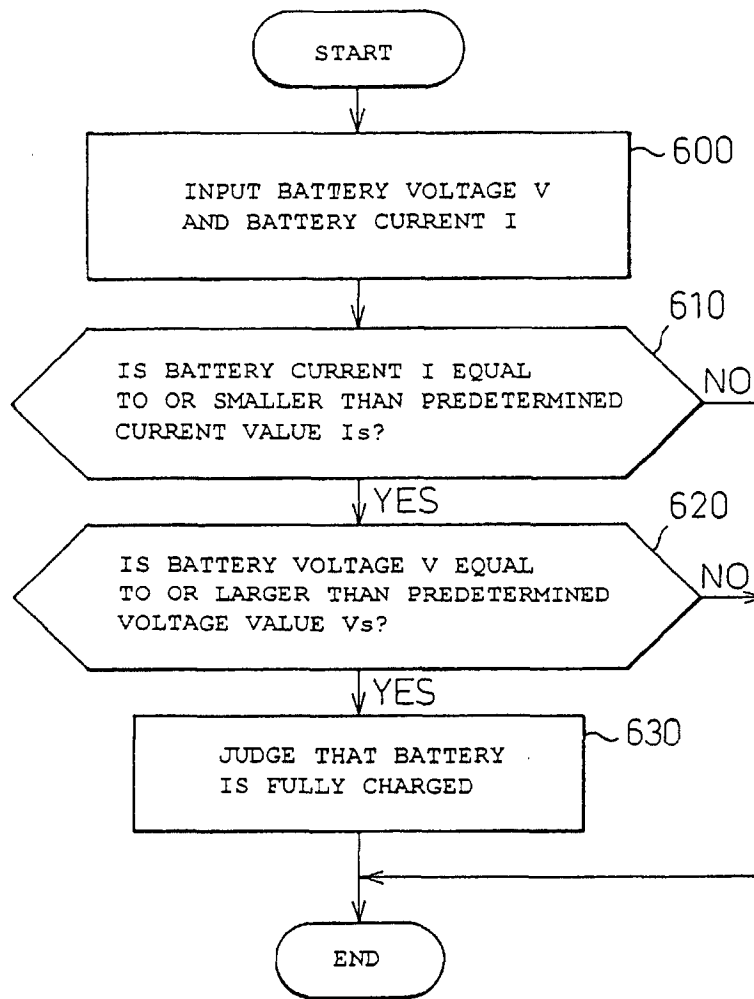 START
600
INPUT BATTERY VOLTAGE V
AND BATTERY CURRENT I
610
IS BATTERY CURRENT I EQUAL
TO OR SMALLER THAN PREDETERMINED
CURRENT VALUE Is?
NO
YES
620
IS BATTERY VOLTAGE V EQUAL
TO OR LARGER THAN PREDETERMINED
VOLTAGE VALUE Vs?
NO
YES
630
JUDGE THAT BATTERY
IS FULLY CHARGED
END